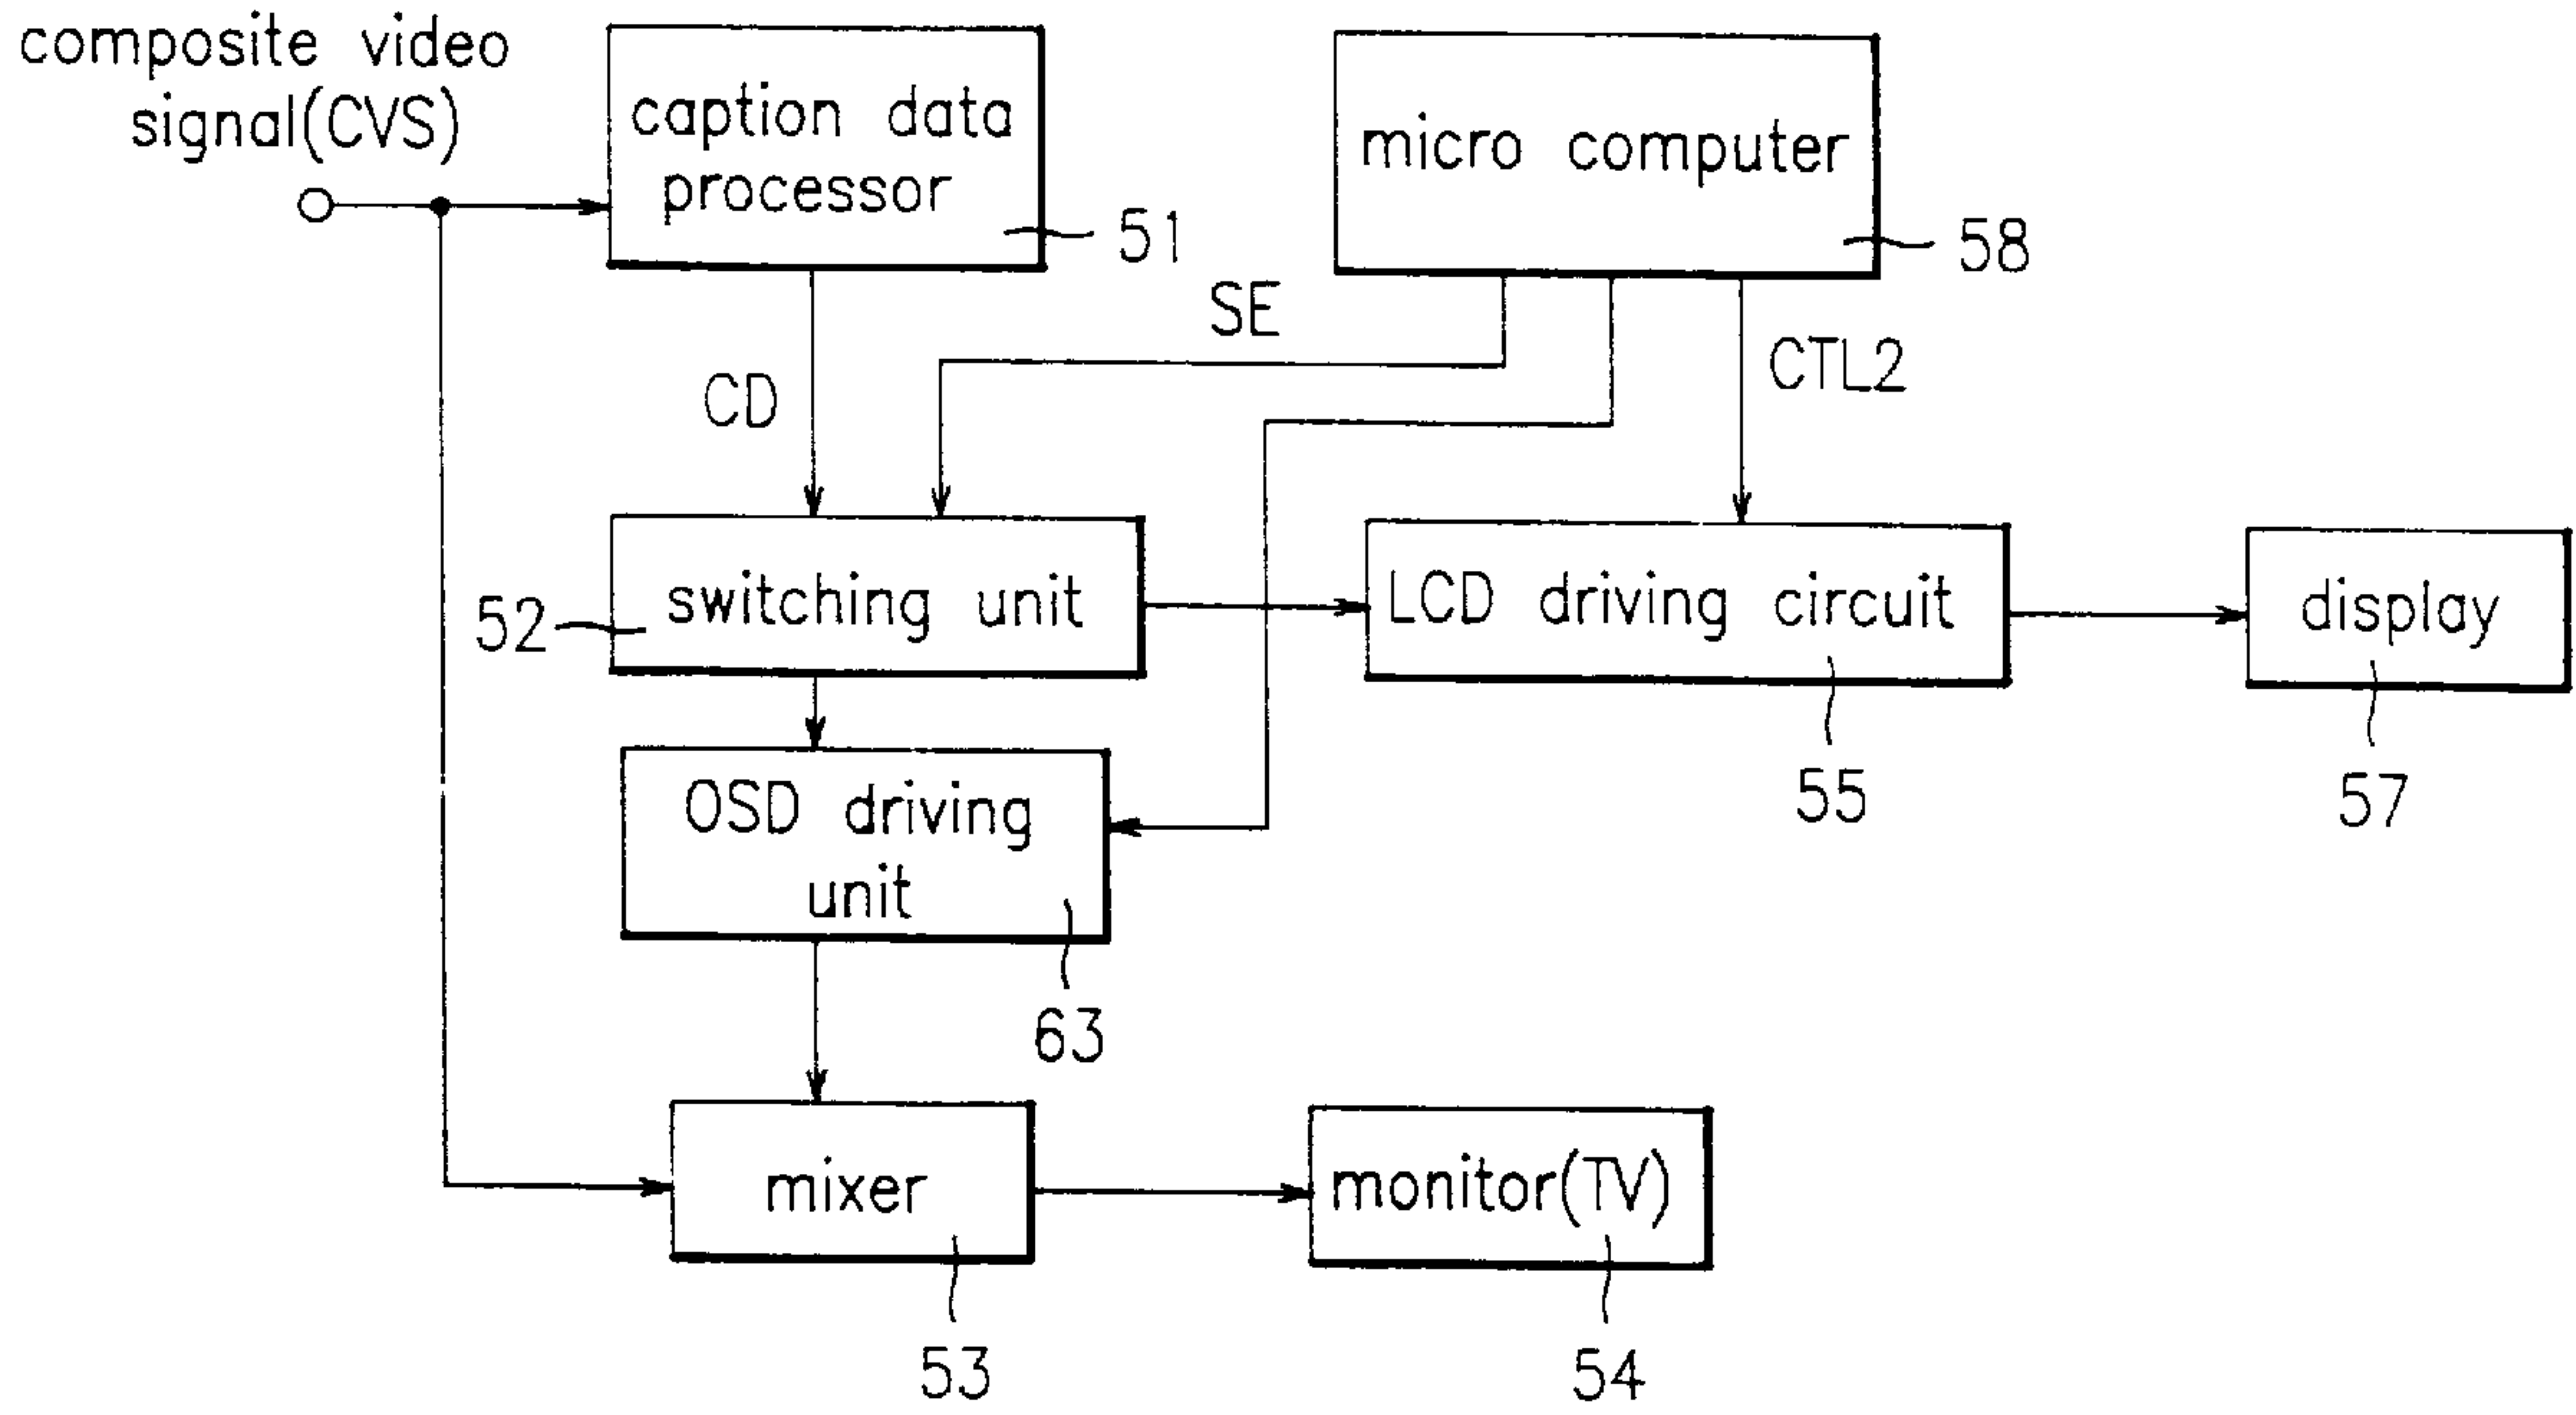 composite video
signal(CVS)
caption data
processor
51
micro computer
58
SE
CD
CTL2
switching unit
52
LCD driving circuit
55
display
57
OSD driving
unit
63
mixer
53
monitor(TV)
54